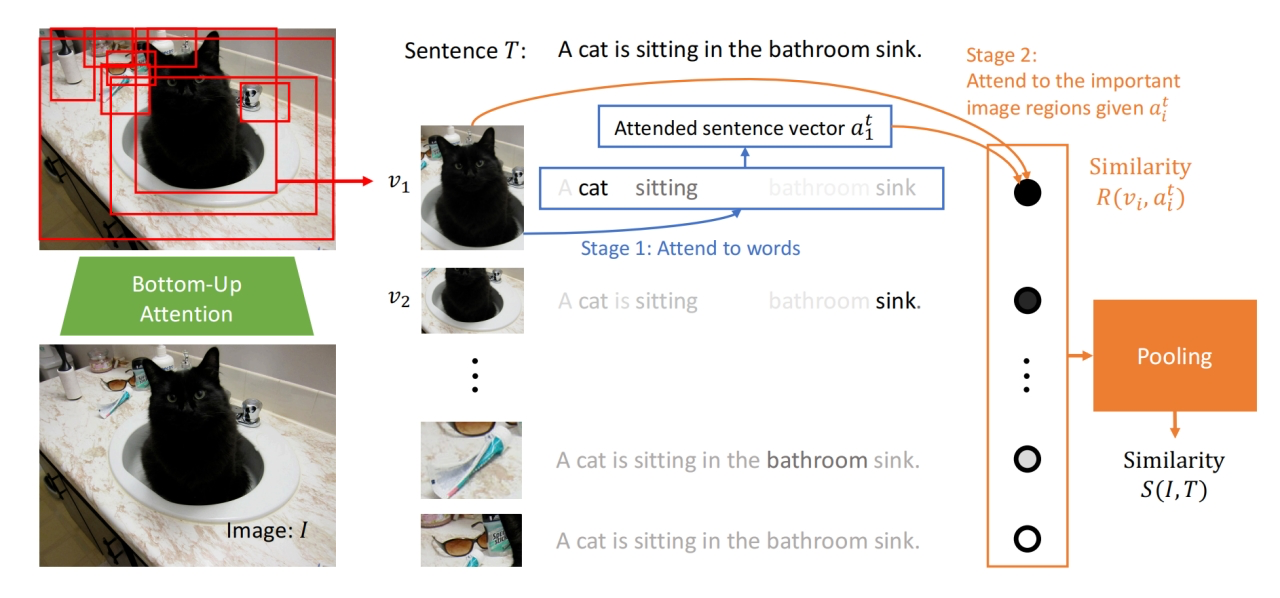 Sentence T: A cat is sitting in the bathroom sink.
Stage 2:
Attend to the important
image regions given a_i^t
Attended sentence vector a_1^t
v_1 A cat sitting bathroom sink
Similarity
R(v_i, a_i^t)
Stage 1: Attend to words
Bottom-Up
Attention
v_2 A cat is sitting bathroom sink.
Pooling
A cat is sitting in the bathroom sink.
Similarity
S(I,T)
Image: I
A cat is sitting in the bathroom sink.